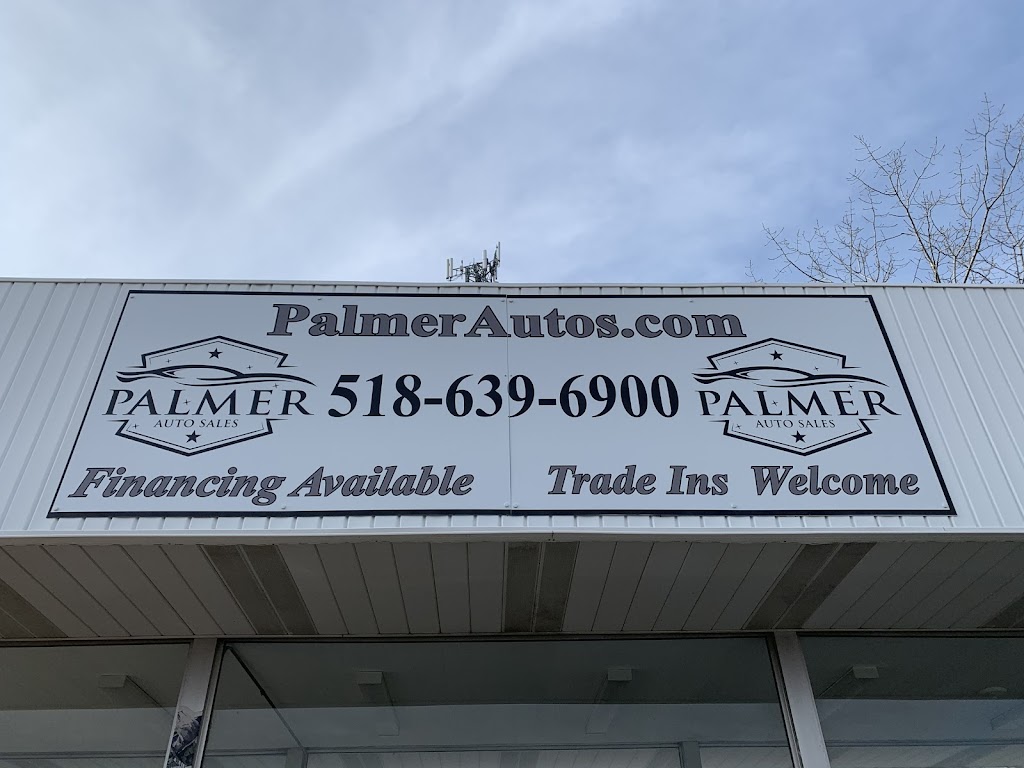 PalmerAutos.com
PALMER
AUTO SALES
518-639-6900
PALMER
AUTO SALES
Financing Available
Trade Ins Welcome